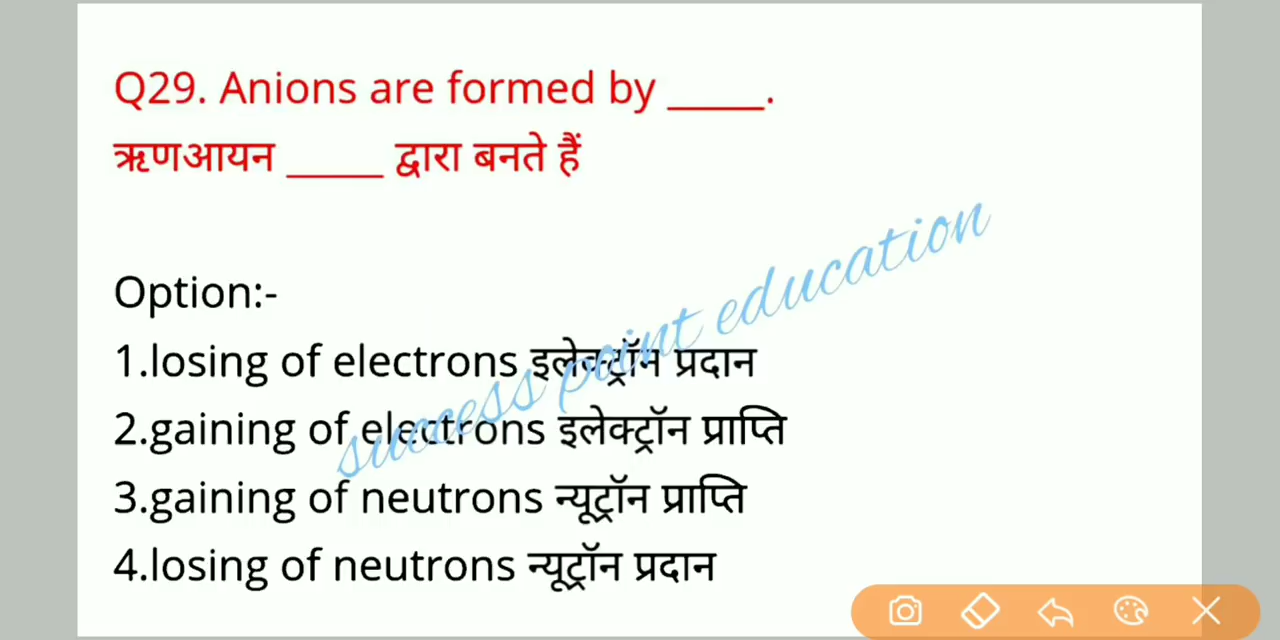 Q29. Anions are formed by _____.
ऋणआयन _____ द्वारा बनते हैं
Option:-
1.losing of electrons इलेक्ट्रॉन प्रदान
2.gaining of electrons इलेक्ट्रॉन प्राप्ति
3.gaining of neutrons न्यूट्रॉन प्राप्ति
4.losing of neutrons न्यूट्रॉन प्रदान
success point education